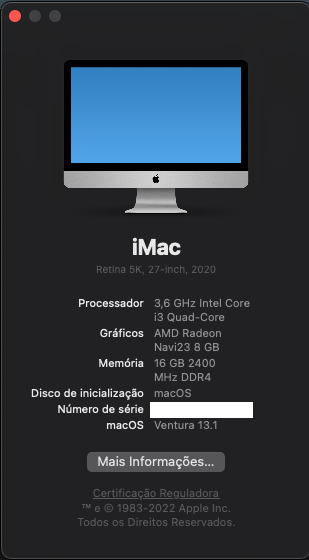 iMac
Retina 5K, 27-inch, 2020
Processador 3,6 GHz Intel Core
i3 Quad-Core
Gráficos AMD Radeon
Navi23 8 GB
Memória 16 GB 2400
MHz DDR4
Disco de inicialização macOS
Número de série
macOS Ventura 13.1
Mais Informações...
Certificação Reguladora
™ e © 1983-2022 Apple Inc.
Todos os Direitos Reservados.